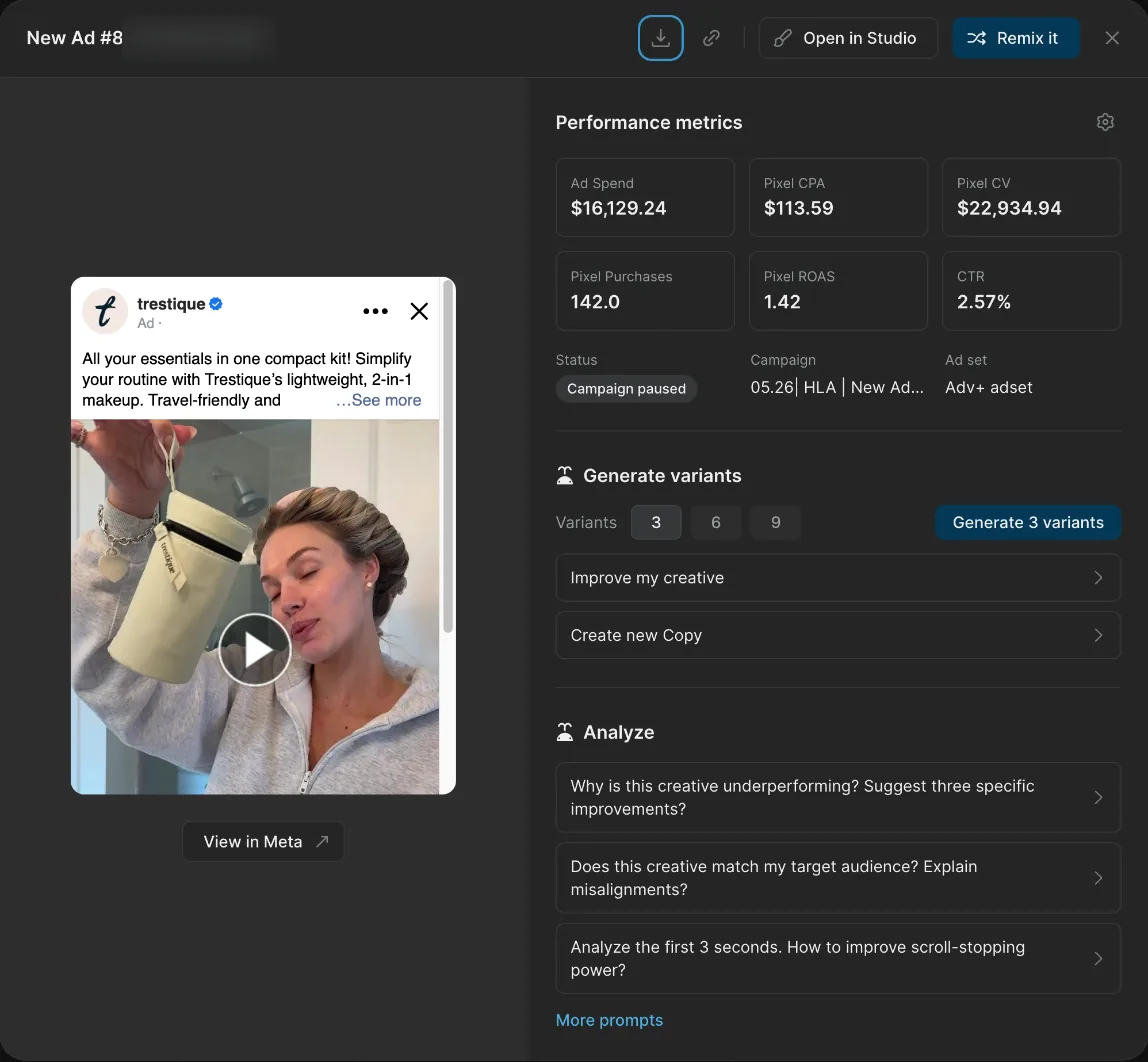 New Ad #8
Open in Studio
Remix it
t
trestique
Ad ·
All your essentials in one compact kit! Simplify
your routine with Trestique’s lightweight, 2-in-1
makeup. Travel-friendly and …See more
trestique
View in Meta
Performance metrics
Ad Spend
$16,129.24
Pixel CPA
$113.59
Pixel CV
$22,934.94
Pixel Purchases
142.0
Pixel ROAS
1.42
CTR
2.57%
Status
Campaign paused
Campaign
05.26| HLA | New Ad...
Ad set
Adv+ adset
Generate variants
Variants 3 6 9
Generate 3 variants
Improve my creative
Create new Copy
Analyze
Why is this creative underperforming? Suggest three specific
improvements?
Does this creative match my target audience? Explain
misalignments?
Analyze the first 3 seconds. How to improve scroll-stopping
power?
More prompts